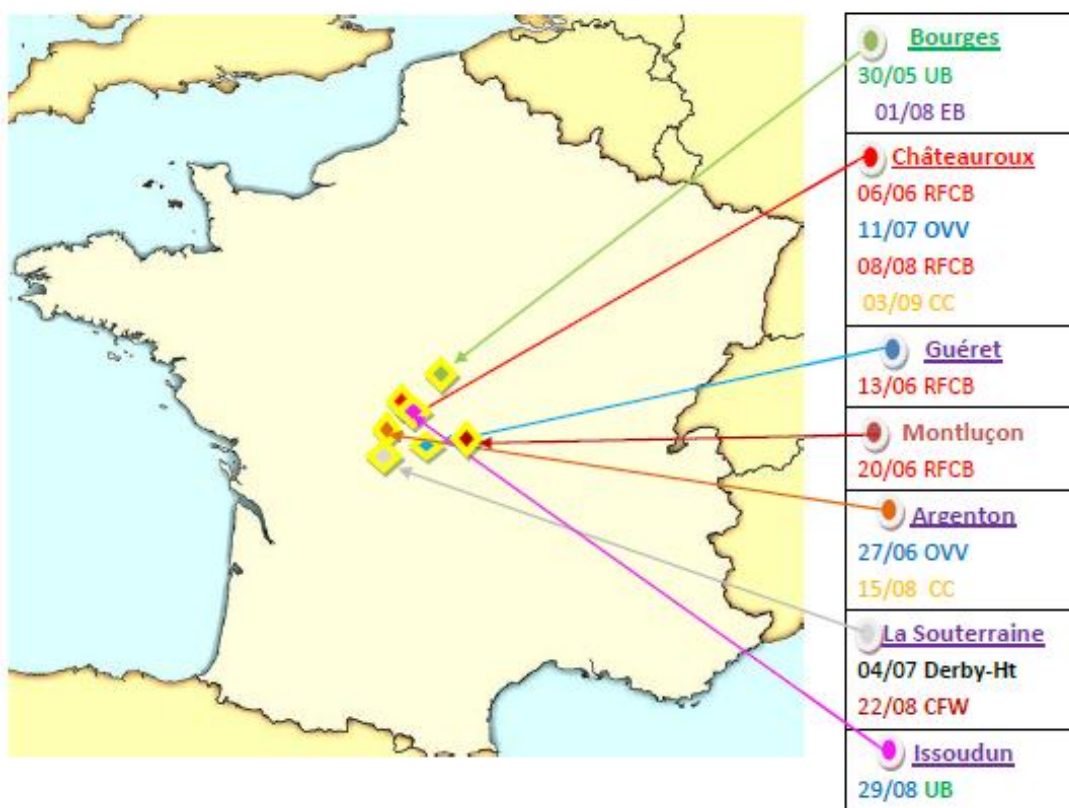 Bourges
30/05 UB
01/08 EB
Châteauroux
06/06 RFCB
11/07 OVV
08/08 RFCB
03/09 CC
Guéret
13/06 RFCB
Montluçon
20/06 RFCB
Argenton
27/06 OVV
15/08 CC
La Souterraine
04/07 Derby-Ht
22/08 CFW
Issoudun
29/08 UB